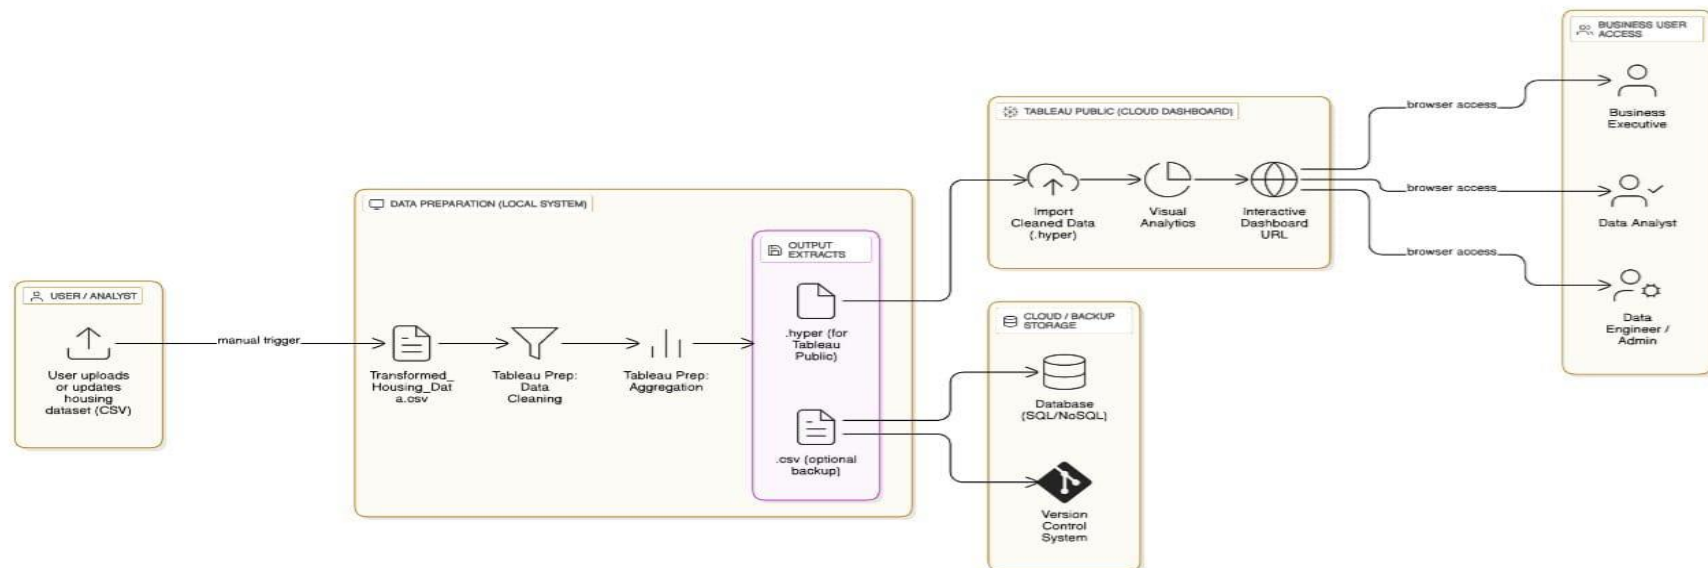 USER / ANALYST
User uploads
or updates
housing
dataset (CSV)
manual trigger
DATA PREPARATION (LOCAL SYSTEM)
Transformed_
Housing_Dat
a.csv
Tableau Prep:
Data
Cleaning
Tableau Prep:
Aggregation
OUTPUT
EXTRACTS
.hyper (for
Tableau
Public)
.csv (optional
backup)
TABLEAU PUBLIC (CLOUD DASHBOARD)
Import
Cleaned Data
(.hyper)
Visual
Analytics
Interactive
Dashboard
URL
CLOUD / BACKUP
STORAGE
Database
(SQL/NoSQL)
Version
Control
System
browser access
browser access
browser access
BUSINESS USER
ACCESS
Business
Executive
Data Analyst
Data
Engineer /
Admin